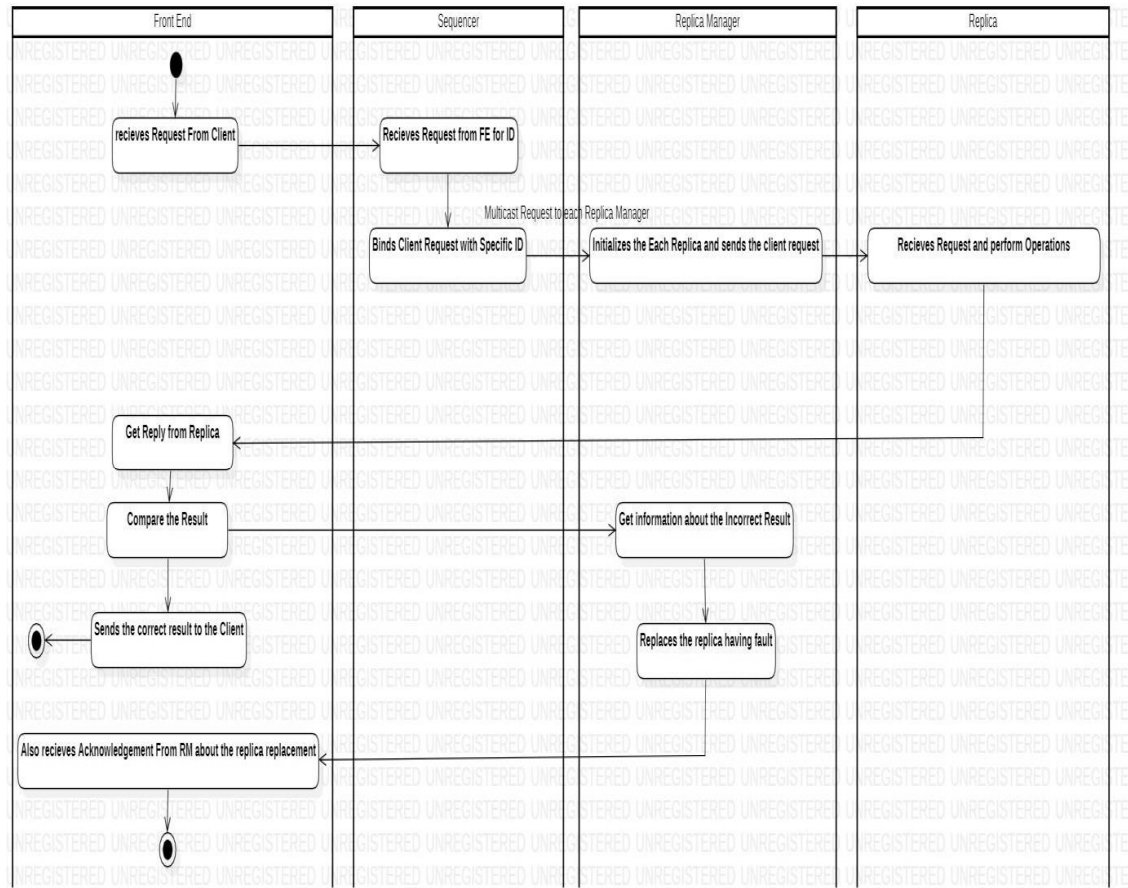 Front End
Sequencer
Replica Manager
Replica
recieves Request From Client
Recieves Request from FE for ID
Multicast Request to each Replica Manager
Binds Client Request with Specific ID
Initializes the Each Replica and sends the client request
Recieves Request and perform Operations
Get Reply from Replica
Compare the Result
Get information about the Incorrect Result
Sends the correct result to the Client
Replaces the replica having fault
Also recieves Acknowledgement From RM about the replica replacement
UNREGISTERED